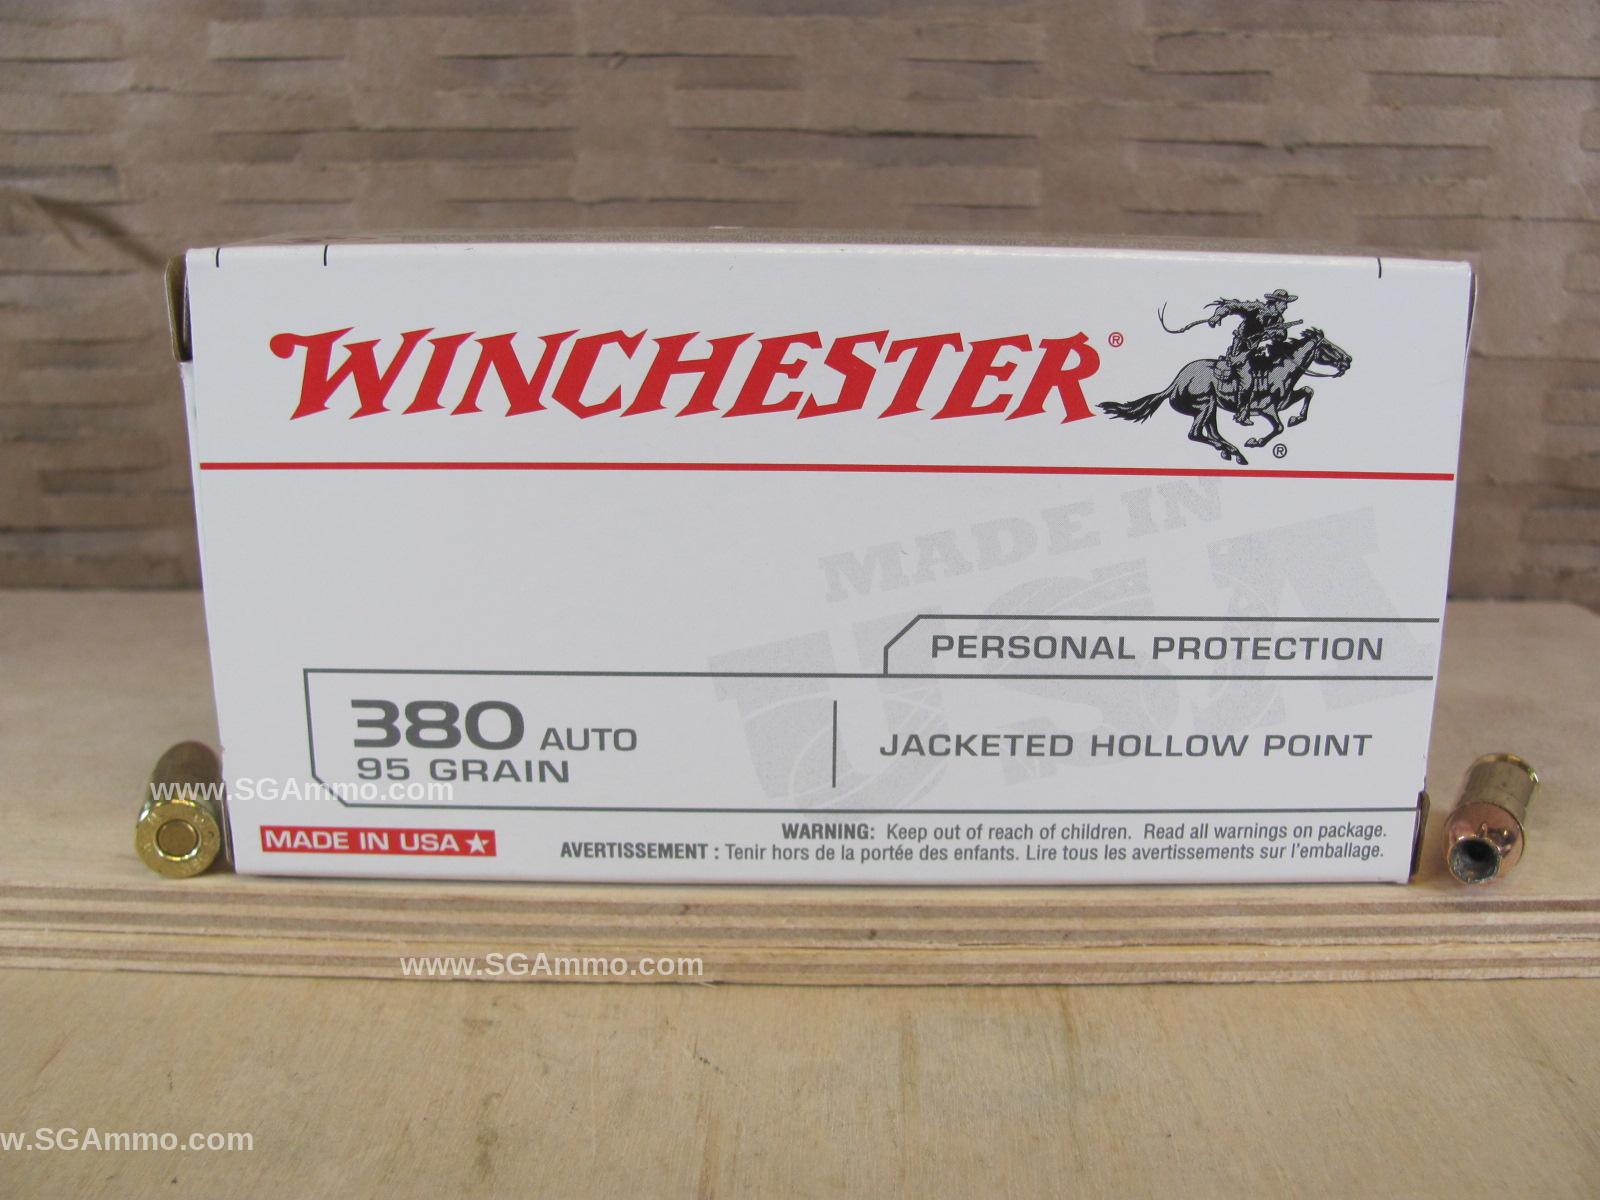 WINCHESTER®
®
MADE IN
USA
PERSONAL PROTECTION
380 AUTO
95 GRAIN
JACKETED HOLLOW POINT
www.SGAmmo.com
MADE IN USA
WARNING: Keep out of reach of children. Read all warnings on package.
AVERTISSEMENT : Tenir hors de la portée des enfants. Lire tous les avertissements sur l'emballage.
www.SGAmmo.com
w.SGAmmo.com